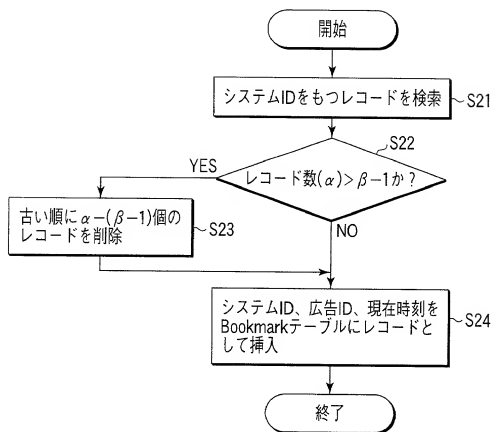 開始
システムIDをもつレコードを検索
S21
S22
レコード数(α)>β−1か?
YES
NO
古い順にα−(β−1)個の
レコードを削除
S23
システムID、広告ID、現在時刻を
Bookmarkテーブルにレコードと
して挿入
S24
終了